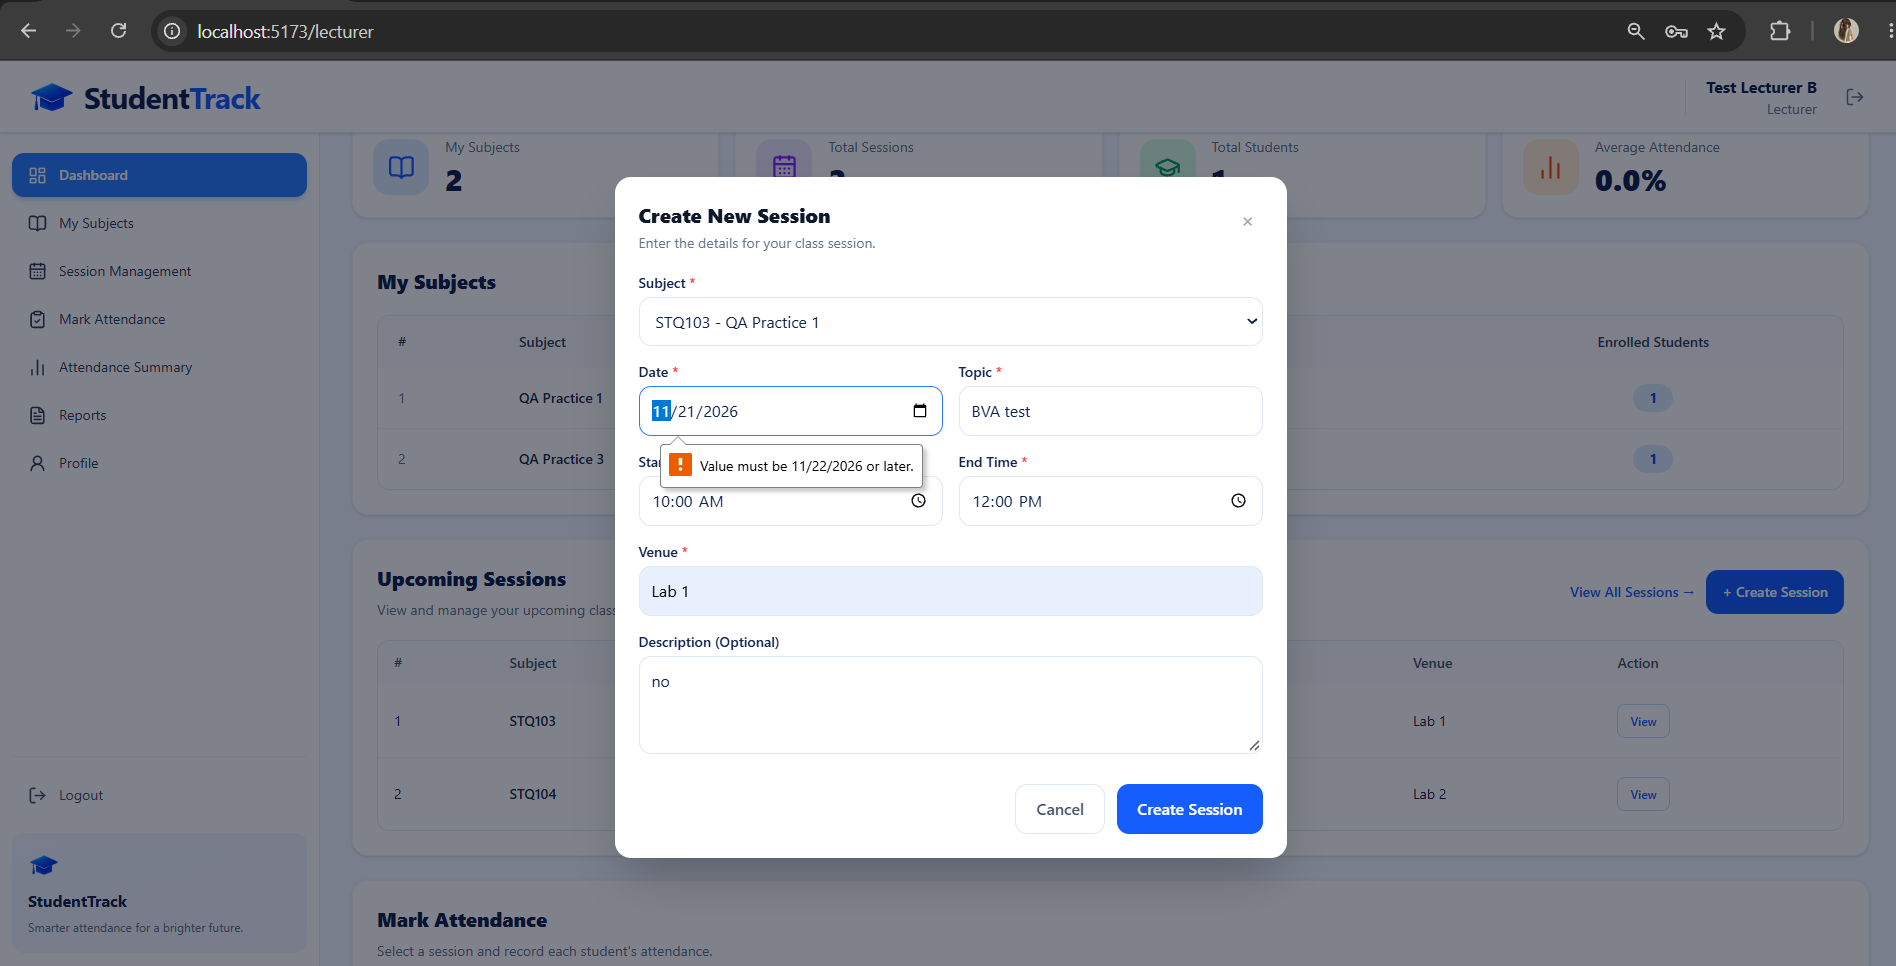 localhost:5173/lecturer
StudentTrack
Test Lecturer B
Lecturer
Dashboard
My Subjects
Session Management
Mark Attendance
Attendance Summary
Reports
Profile
Logout
StudentTrack
Smarter attendance for a brighter future.
My Subjects
2
Total Sessions
Total Students
Average Attendance
0.0%
My Subjects
# Subject Enrolled Students
1 QA Practice 1 1
2 QA Practice 3 1
Upcoming Sessions
View and manage your upcoming class
View All Sessions →
+ Create Session
# Subject Venue Action
1 STQ103 Lab 1 View
2 STQ104 Lab 2 View
Mark Attendance
Select a session and record each student's attendance.
Create New Session
×
Enter the details for your class session.
Subject *
STQ103 - QA Practice 1
Date * Topic *
11/21/2026 BVA test
! Value must be 11/22/2026 or later.
End Time *
10:00 AM 12:00 PM
Venue *
Lab 1
Description (Optional)
no
Cancel Create Session